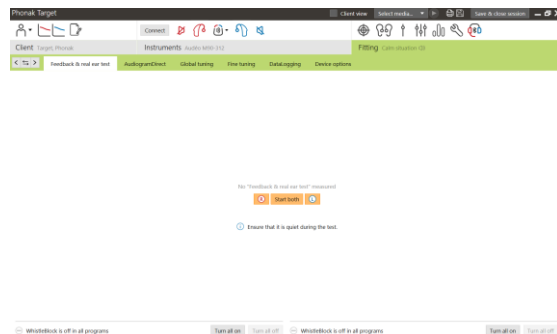 Phonak Target
Client view Select media... Save & close session
Connect
Client Target, Phonak Instruments Audéo M90-312 Fitting Calm situation (3)
Feedback & real ear test AudiogramDirect Global tuning Fine tuning DataLogging Device options
No "Feedback & real ear test" measured
R Start both L
Ensure that it is quiet during the test.
WhistleBlock is off in all programs Turn all on Turn all off WhistleBlock is off in all programs Turn all on Turn all off